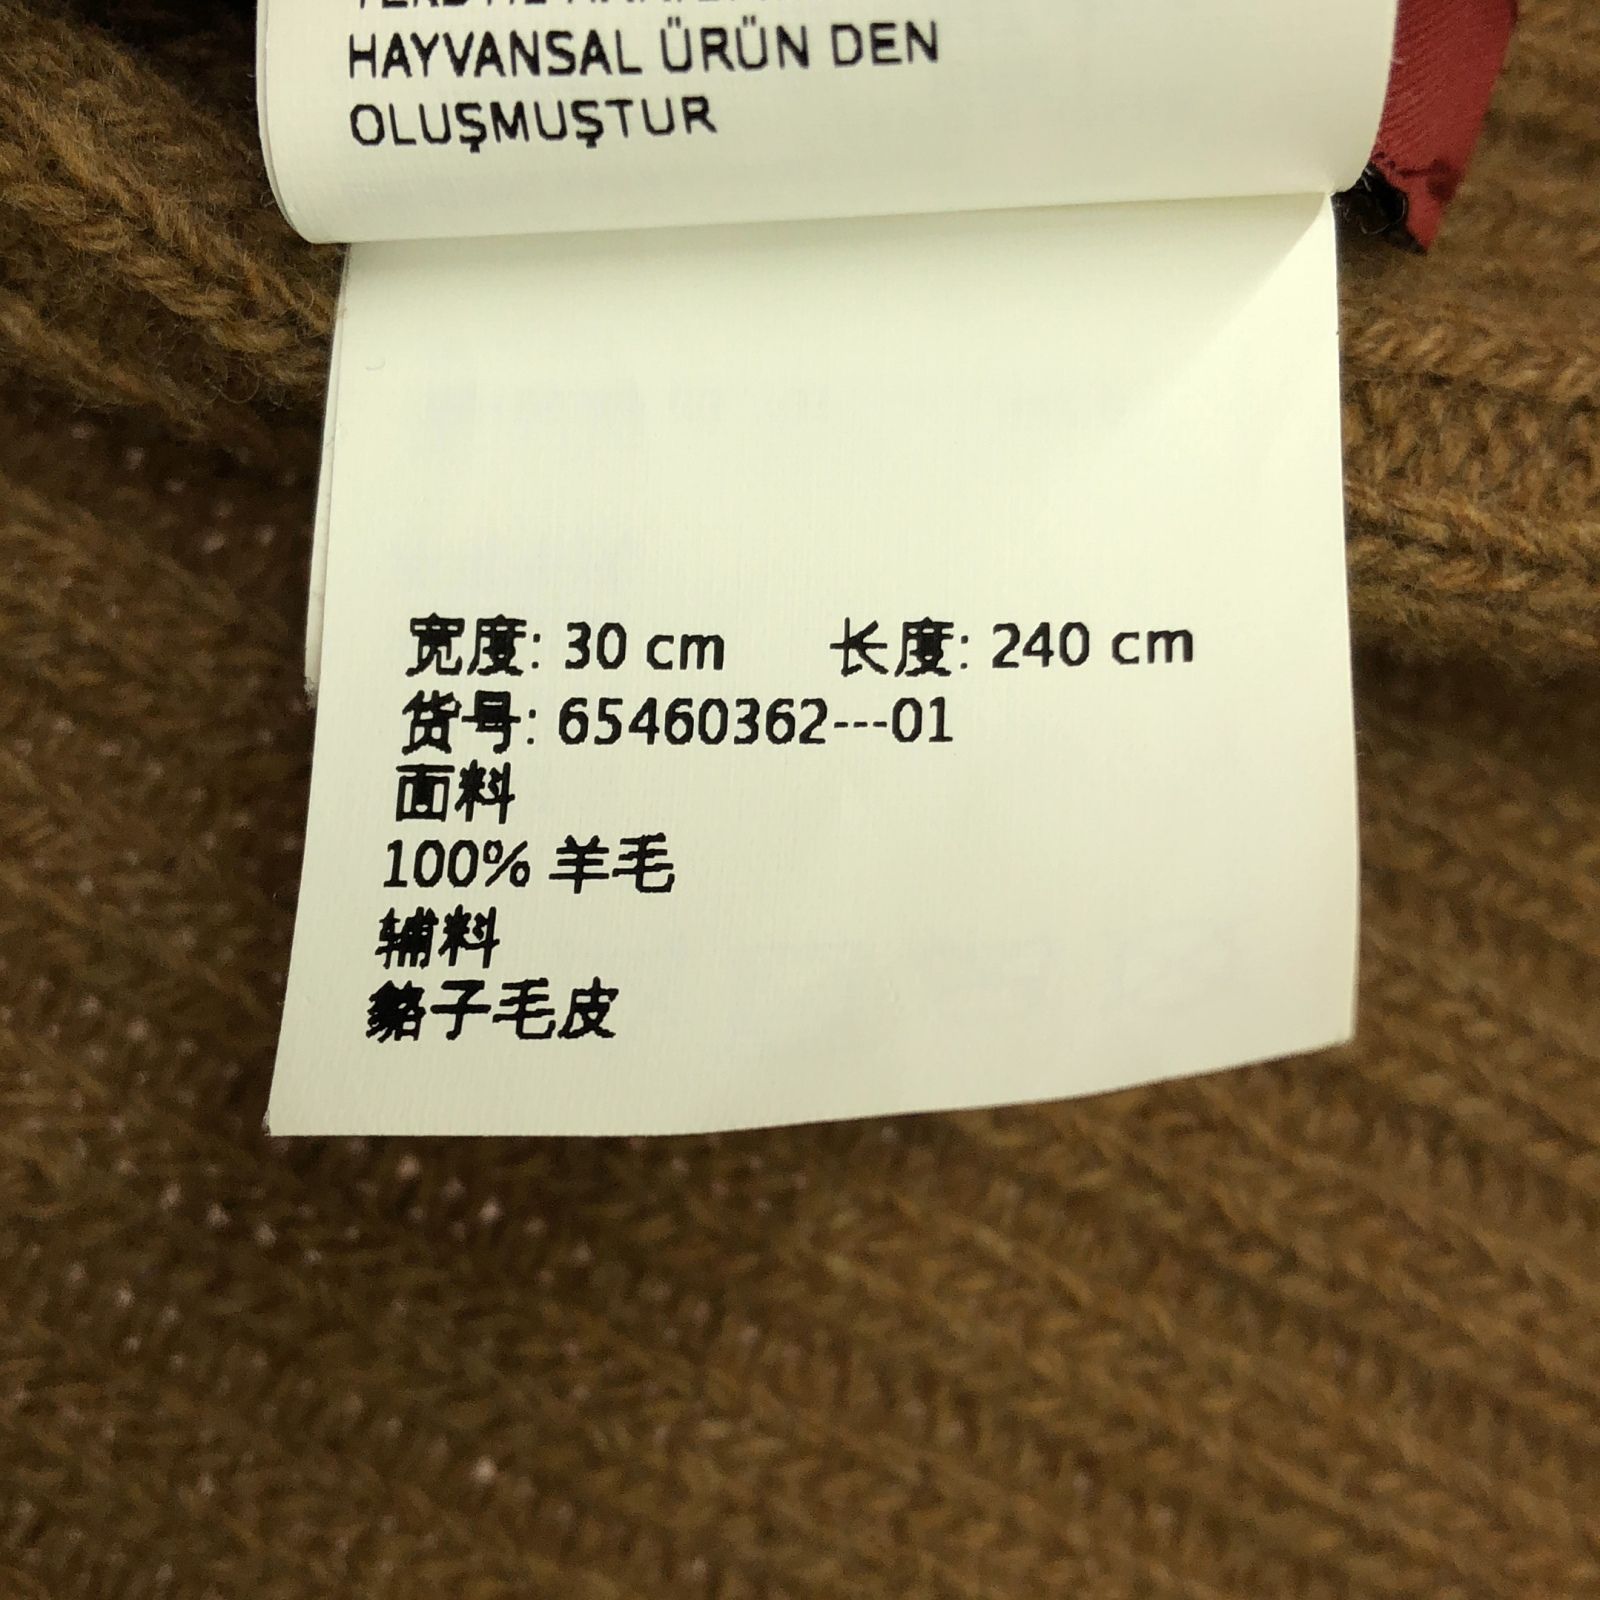 HAYVANSAL ÜRÜN DEN
OLUŞMUŞTUR
宽度: 30 cm 长度: 240 cm
货号: 65460362---01
面料
100% 羊毛
辅料
貉子毛皮